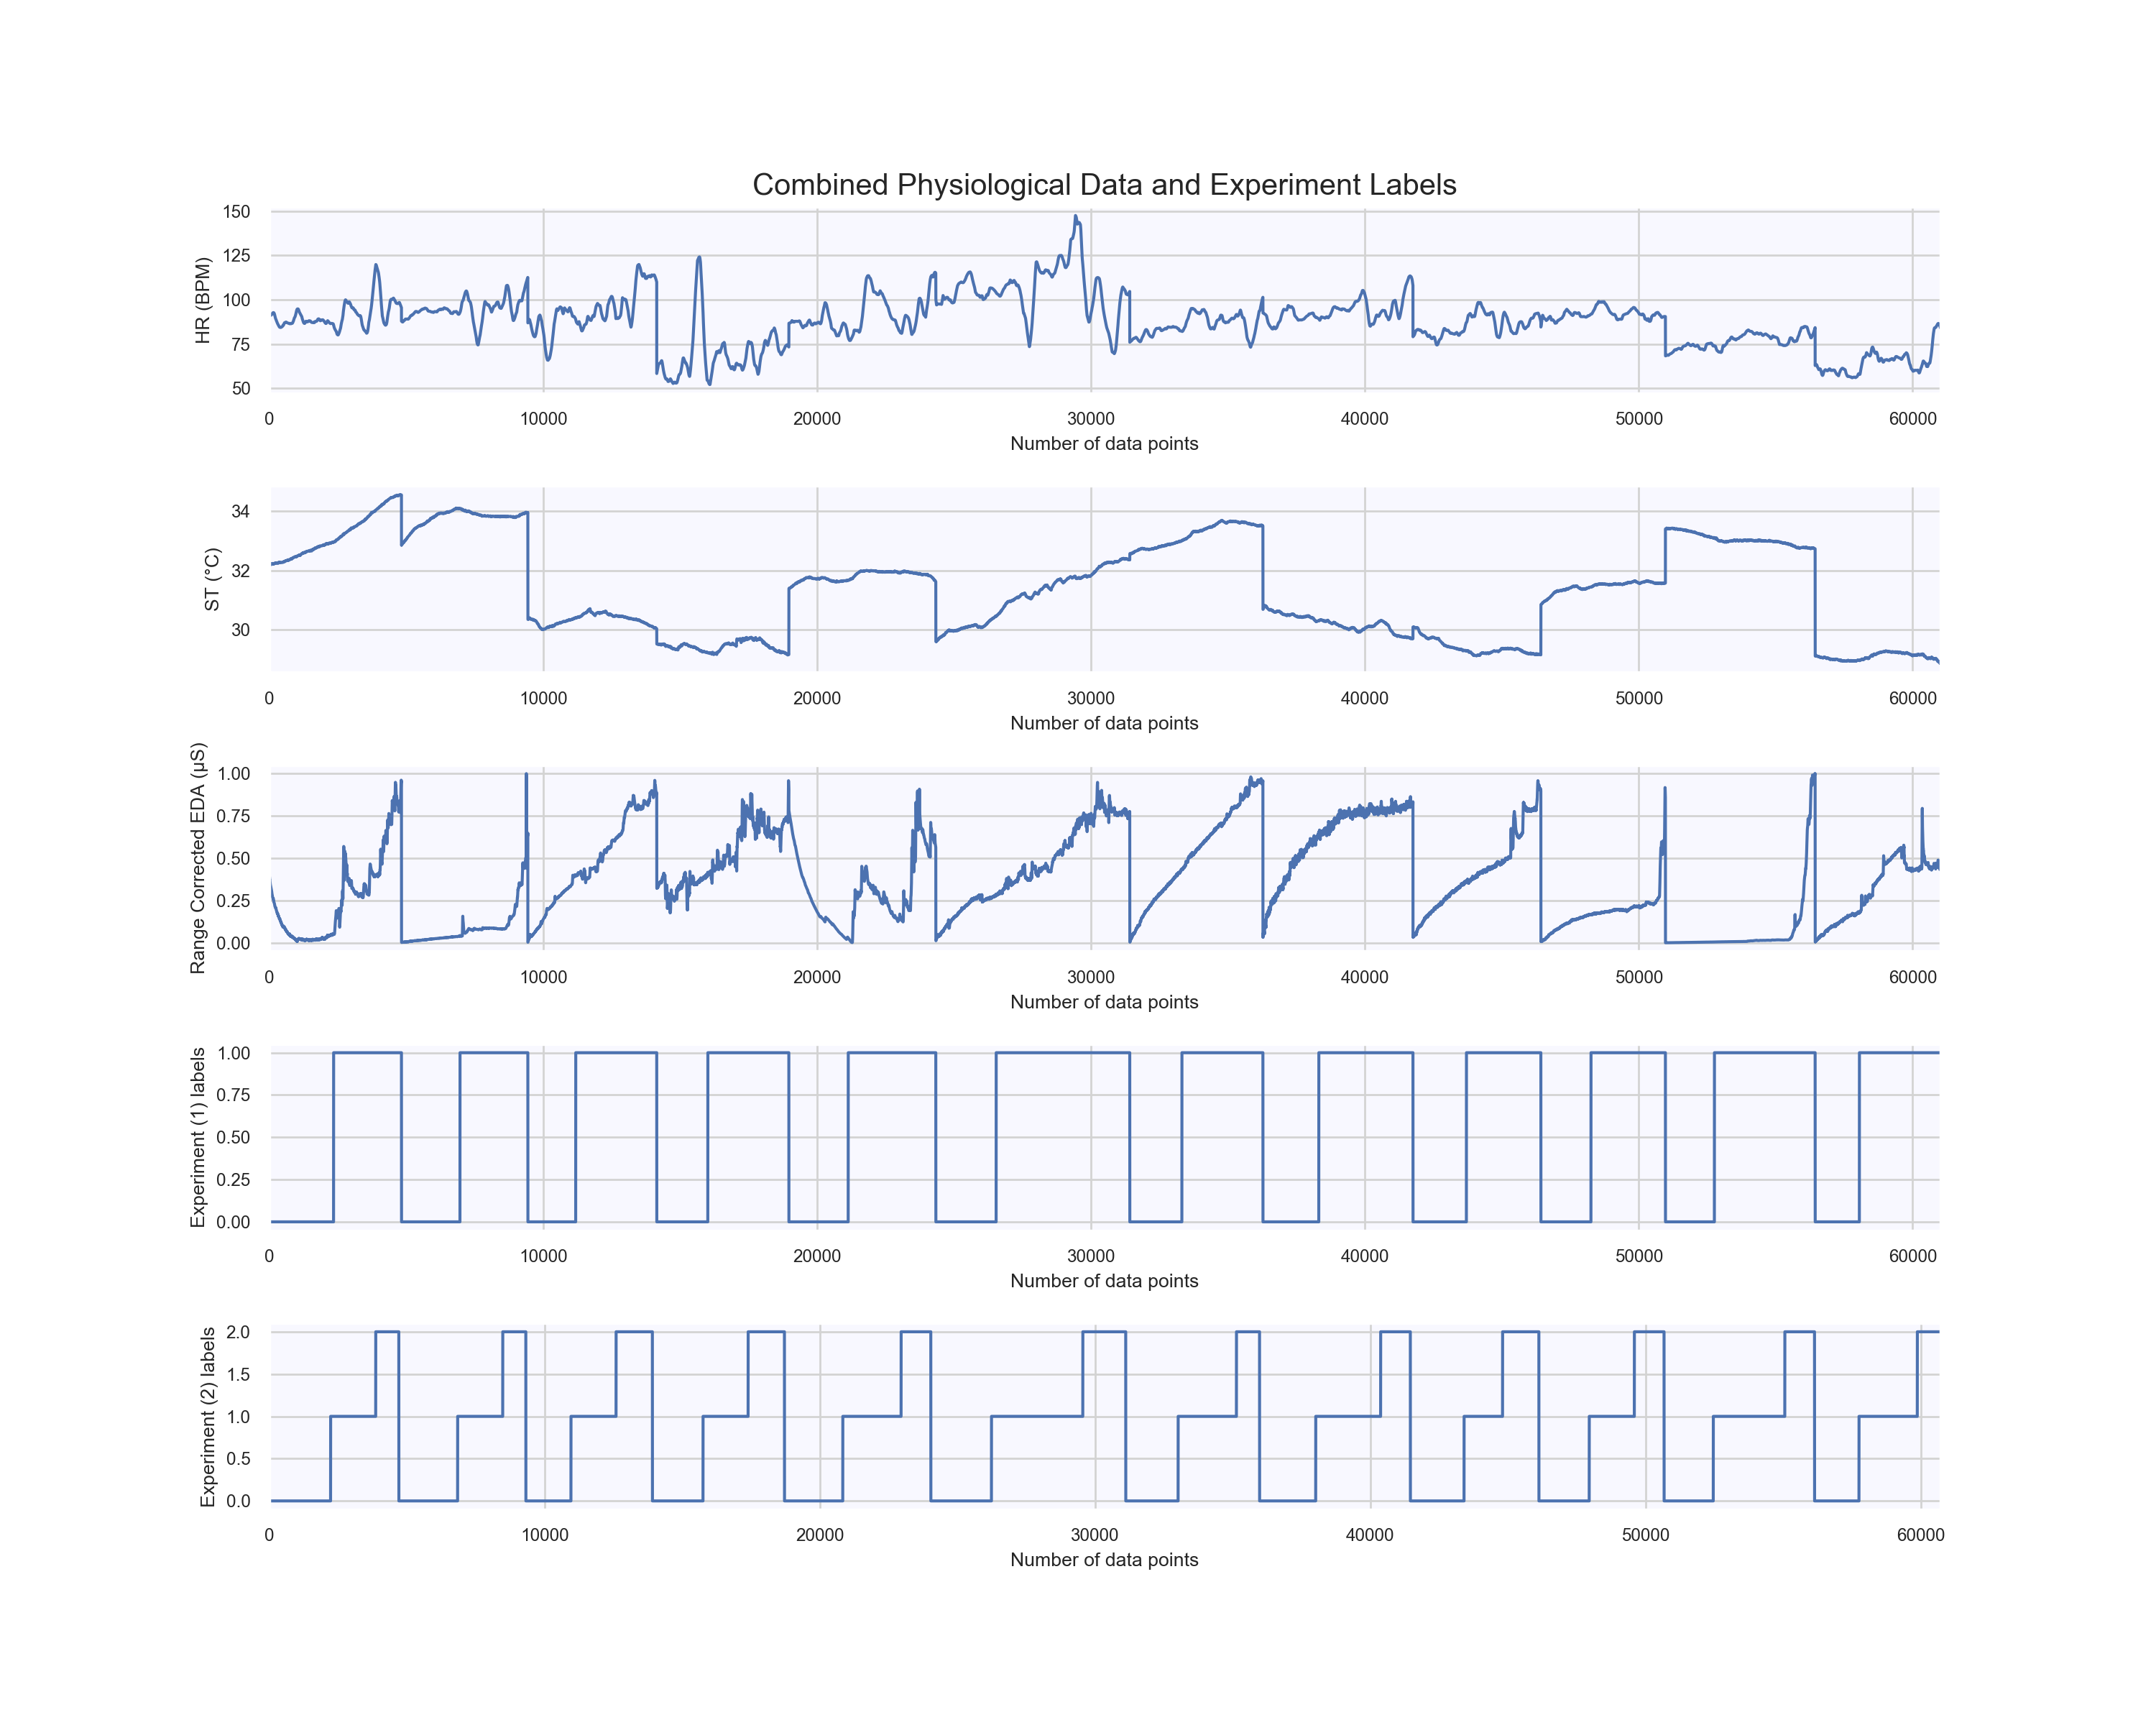 Combined Physiological Data and Experiment Labels
HR (BPM)
150
125
100
75
50
0 10000 20000 30000 40000 50000 60000
Number of data points
ST (°C)
34
32
30
0 10000 20000 30000 40000 50000 60000
Number of data points
Range Corrected EDA (μS)
1.00
0.75
0.50
0.25
0.00
0 10000 20000 30000 40000 50000 60000
Number of data points
Experiment (1) labels
1.00
0.75
0.50
0.25
0.00
0 10000 20000 30000 40000 50000 60000
Number of data points
Experiment (2) labels
2.0
1.5
1.0
0.5
0.0
0 10000 20000 30000 40000 50000 60000
Number of data points